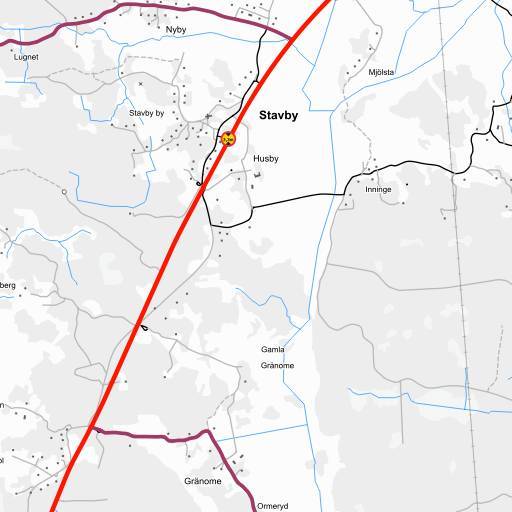 Nyby
Lugnet
Mjölsta
Stavby by
Stavby
Husby
Inninge
berg
Gamla
Gränome
Gränome
Ormeryd